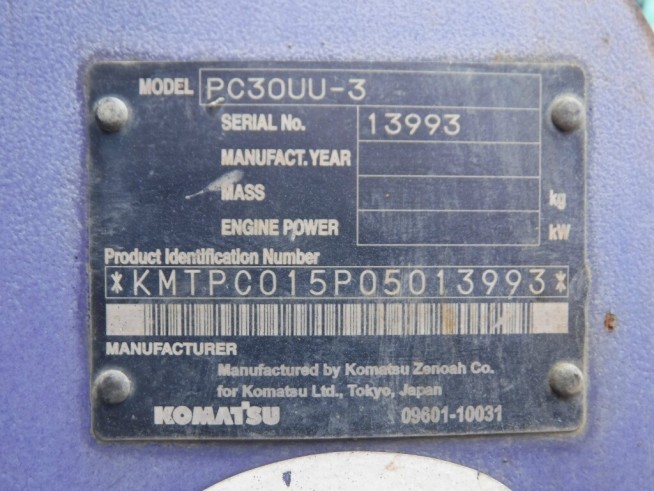 MODEL PC30UU-3
SERIAL No. 13993
MANUFACT. YEAR
MASS kg
ENGINE POWER kW
Product Identification Number
*KMTPC015P05013993*
MANUFACTURER
Manufactured by Komatsu Zenoah Co.
for Komatsu Ltd., Tokyo, Japan
KOMATSU 09601-10031